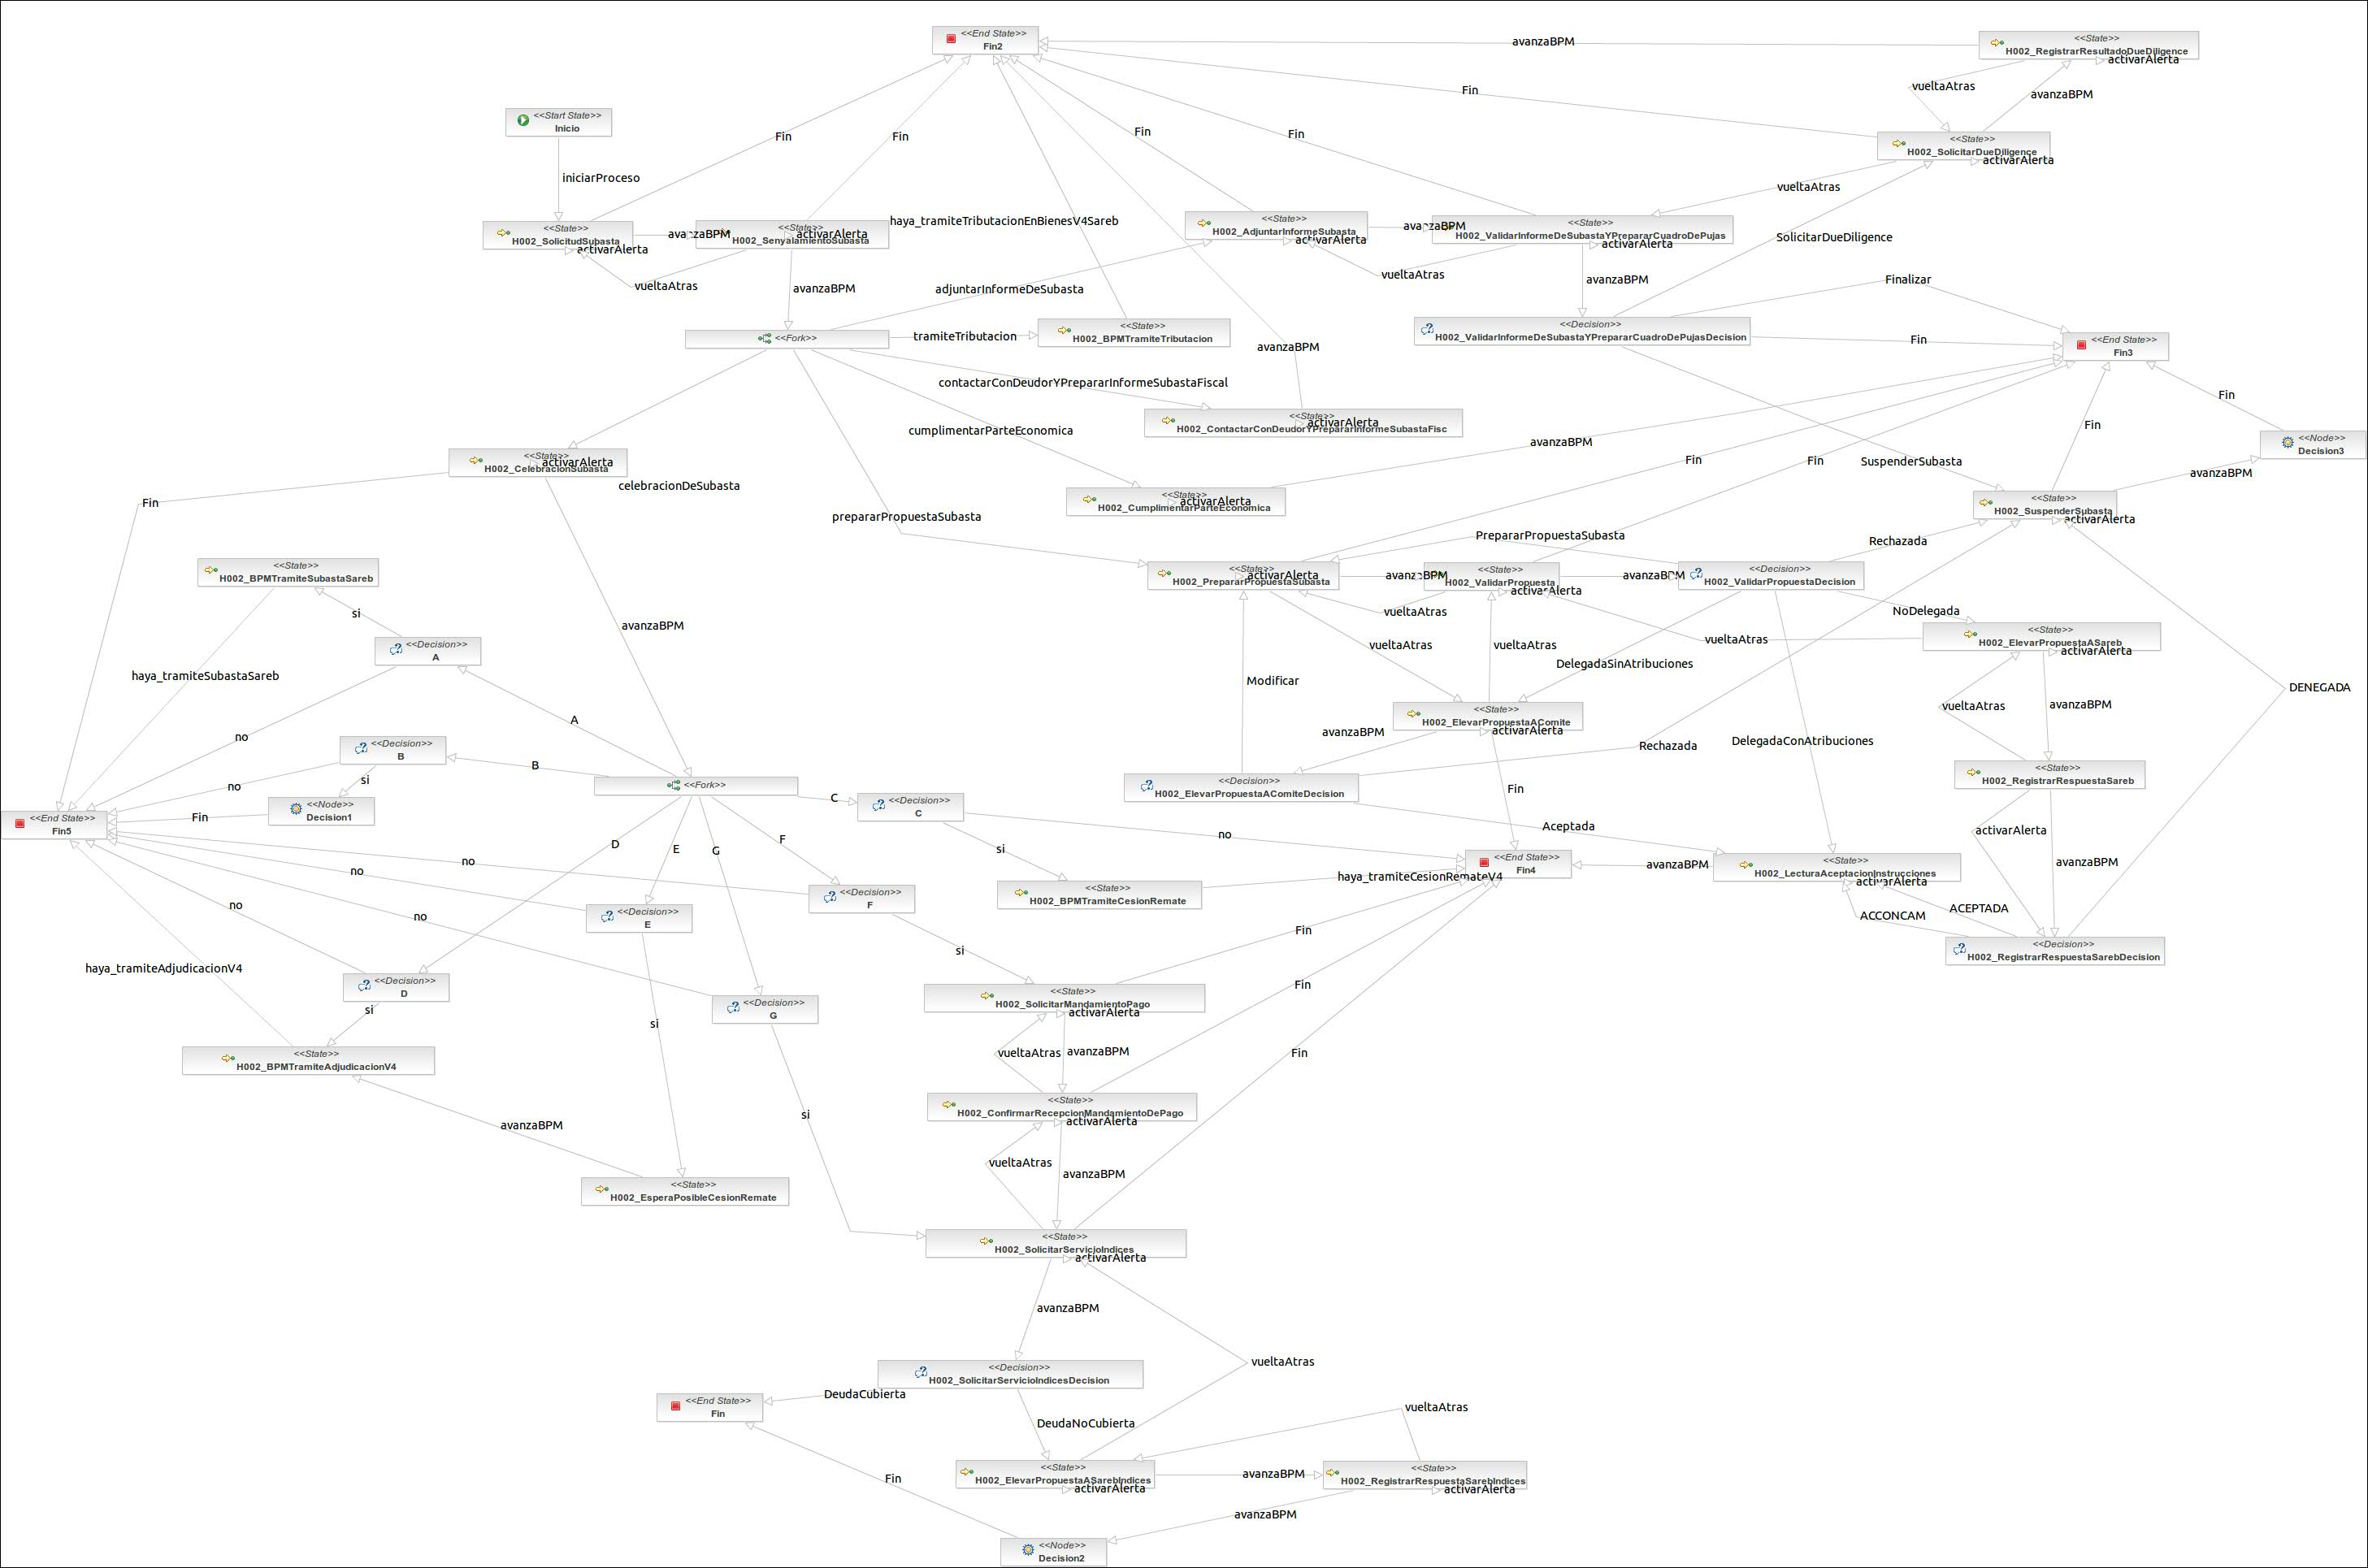 <<End State>>
Fin2
avanzaBPM
<<State>>
H002_RegistrarResultadoDueDiligence
activarAlerta
Fin
vueltaAtras
avanzaBPM
<<Start State>>
Inicio
Fin
Fin
Fin
Fin
<<State>>
H002_SolicitarDueDiligence
activarAlerta
iniciarProceso
vueltaAtras
<<State>>
H002_SolicitudSubasta
activarAlerta
avanzaBPM
<<State>>
H002_SenyalamientoSubasta
activarAlerta
haya_tramiteTributacionEnBienesV4Sareb
<<State>>
H002_AdjuntarInformeSubasta
activarAlerta
avanzaBPM
<<State>>
H002_ValidarInformeDeSubastaYPrepararCuadroDePujas
activarAlerta
SolicitarDueDiligence
vueltaAtras
avanzaBPM
adjuntarInformeDeSubasta
vueltaAtras
avanzaBPM
Finalizar
<<Fork>>
tramiteTributacion
<<State>>
H002_BPMTramiteTributacion
avanzaBPM
<<Decision>>
H002_ValidarInformeDeSubastaYPrepararCuadroDePujasDecision
Fin
<<End State>>
Fin3
contactarConDeudorYPrepararInformeSubastaFiscal
Fin
<<State>>
H002_ContactarConDeudorYPrepararInformeSubastaFisc
activarAlerta
cumplimentarParteEconomica
avanzaBPM
Fin
<<Node>>
Decision3
<<State>>
H002_CelebracionSubasta
activarAlerta
Fin
Fin
SuspenderSubasta
avanzaBPM
celebracionDeSubasta
Fin
<<State>>
H002_CumplimentarParteEconomica
activarAlerta
<<State>>
H002_SuspenderSubasta
activarAlerta
prepararPropuestaSubasta
PrepararPropuestaSubasta
Rechazada
<<State>>
H002_BPMTramiteSubastaSareb
<<State>>
H002_PrepararPropuestaSubasta
activarAlerta
avanzaBPM
<<State>>
H002_ValidarPropuesta
activarAlerta
avanzaBPM
<<Decision>>
H002_ValidarPropuestaDecision
si
avanzaBPM
vueltaAtras
NoDelegada
<<State>>
H002_ElevarPropuestaASareb
activarAlerta
<<Decision>>
A
vueltaAtras
vueltaAtras
vueltaAtras
DelegadaSinAtribuciones
haya_tramiteSubastaSareb
Modificar
DENEGADA
A
<<State>>
H002_ElevarPropuestaAComite
activarAlerta
vueltaAtras
avanzaBPM
no
avanzaBPM
Rechazada
DelegadaConAtribuciones
<<Decision>>
B
B
si
no
<<Fork>>
<<Decision>>
H002_ElevarPropuestaAComiteDecision
Fin
<<State>>
H002_RegistrarRespuestaSareb
<<Node>>
Decision1
Fin
<<End State>>
Fin5
C
<<Decision>>
C
no
Aceptada
activarAlerta
D
E
G
F
si
<<End State>>
Fin4
avanzaBPM
<<State>>
H002_LecturaAceptacionInstrucciones
activarAlerta
avanzaBPM
no
no
haya_tramiteCesionRemateV4
<<State>>
H002_BPMTramiteCesionRemate
<<Decision>>
F
no
no
<<Decision>>
E
ACCONCAM
ACEPTADA
Fin
si
<<Decision>>
H002_RegistrarRespuestaSarebDecision
haya_tramiteAdjudicacionV4
<<Decision>>
D
<<Decision>>
G
<<State>>
H002_SolicitarMandamientoPago
activarAlerta
Fin
si
si
vueltaAtras
avanzaBPM
Fin
<<State>>
H002_BPMTramiteAdjudicacionV4
<<State>>
H002_ConfirmarRecepcionMandamientoDePago
activarAlerta
si
avanzaBPM
vueltaAtras
avanzaBPM
<<State>>
H002_EsperaPosibleCesionRemate
<<State>>
H002_SolicitarServicioIndices
activarAlerta
avanzaBPM
vueltaAtras
<<Decision>>
H002_SolicitarServicioIndicesDecision
DeudaCubierta
<<End State>>
Fin
DeudaNoCubierta
vueltaAtras
<<State>>
H002_ElevarPropuestaASarebIndices
activarAlerta
avanzaBPM
<<State>>
H002_RegistrarRespuestaSarebIndices
activarAlerta
Fin
avanzaBPM
<<Node>>
Decision2